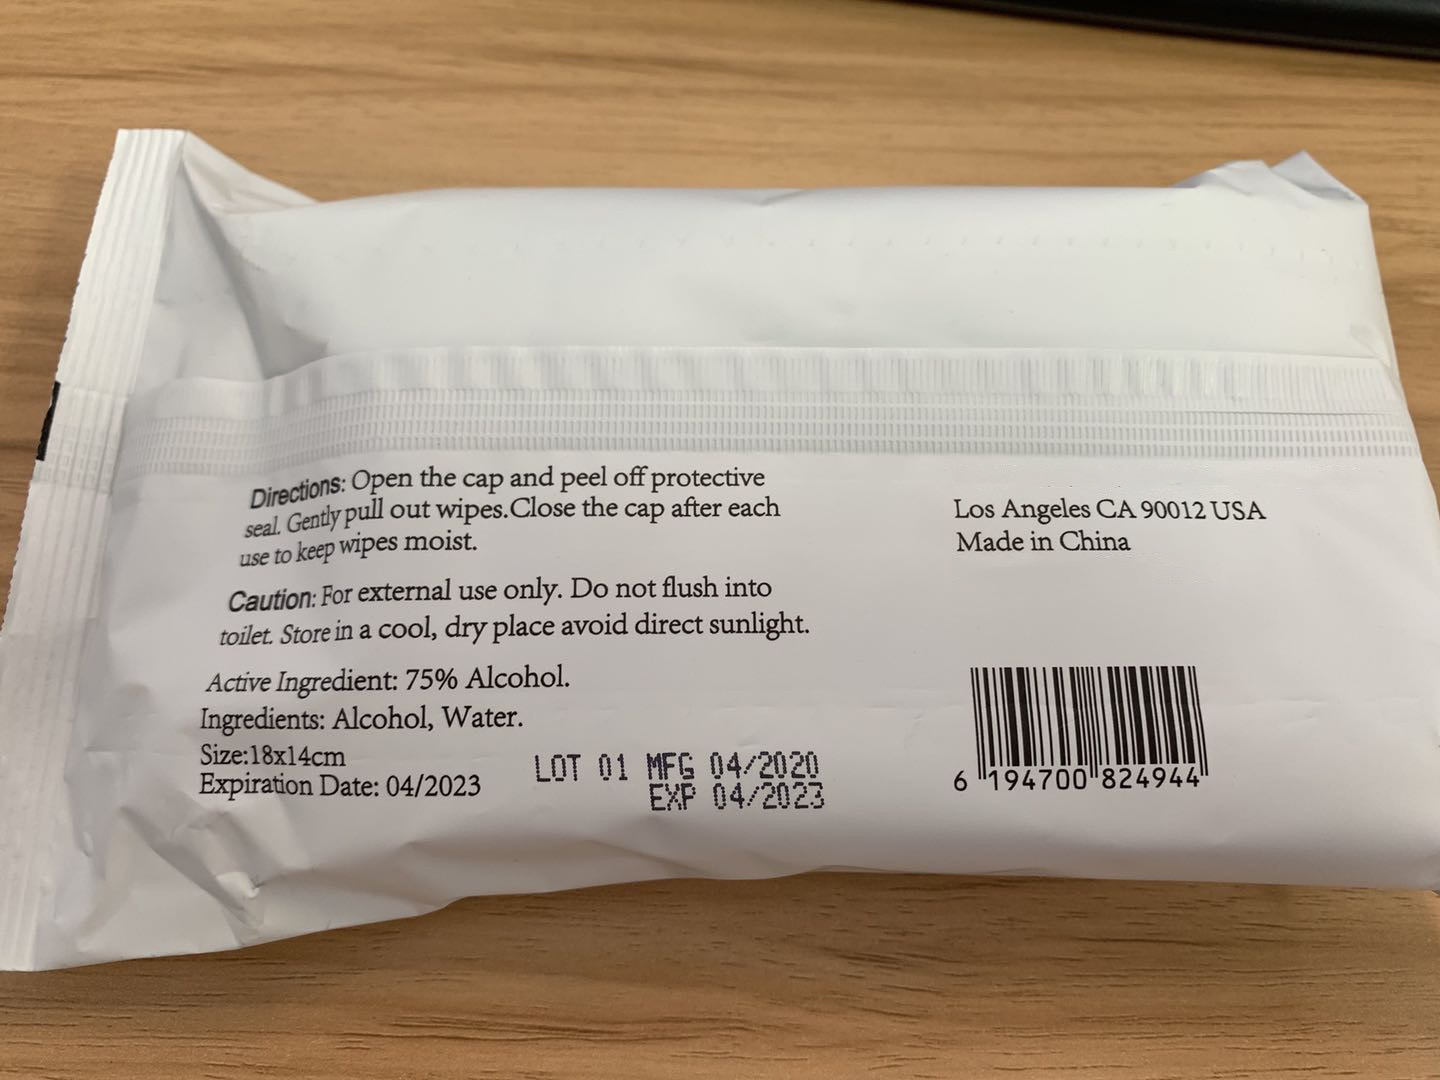 Directions: Open the cap and peel off protective
seal. Gently pull out wipes.Close the cap after each
use to keep wipes moist.
Caution: For external use only. Do not flush into
toilet. Store in a cool, dry place avoid direct sunlight.
Active Ingredient: 75% Alcohol.
Ingredients: Alcohol, Water.
Size:18x14cm
Expiration Date: 04/2023
LOT 01 MFG 04/2020
EXP 04/2023
Los Angeles CA 90012 USA
Made in China
6 194700 824944